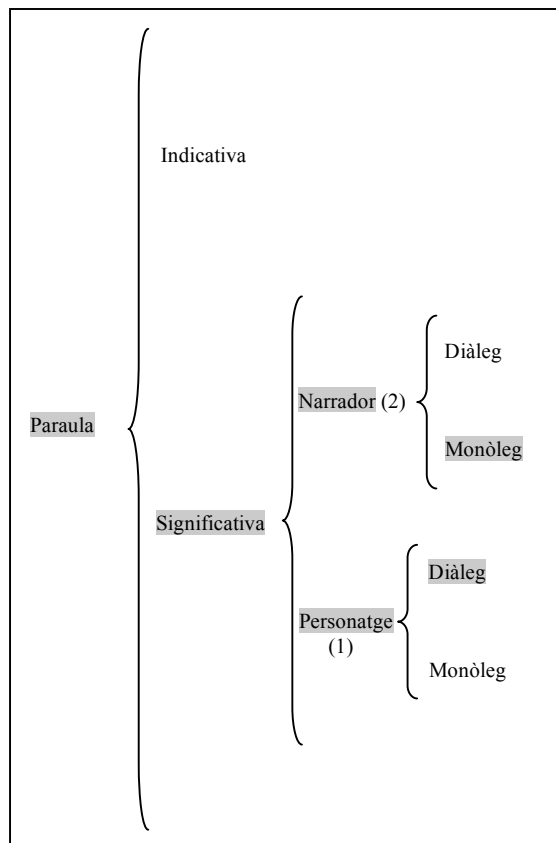 Indicativa
Diàleg
Narrador (2)
Paraula
Monòleg
Significativa
Diàleg
Personatge
(1)
Monòleg